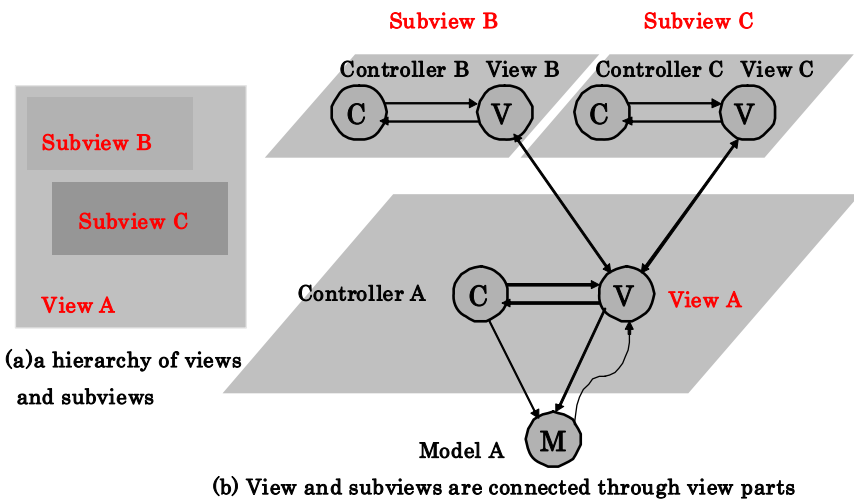 Subview B
Subview C
Controller B View B
Controller C View C
C
V
C
V
Subview B
Subview C
View A
Controller A
C
V
View A
(a)a hierarchy of views
and subviews
M
Model A
(b) View and subviews are connected through view parts